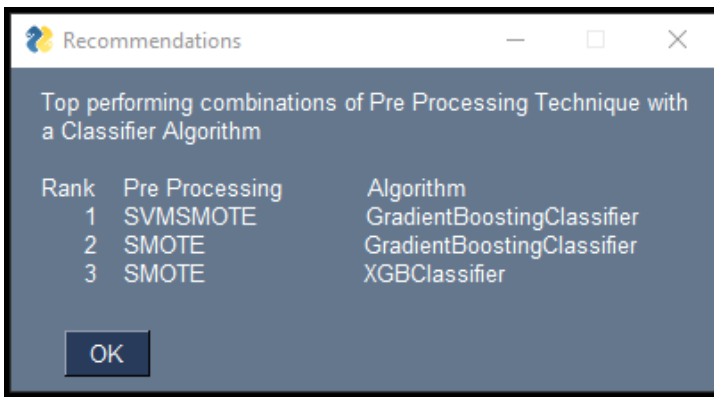 Recommendations
Top performing combinations of Pre Processing Technique with
a Classifier Algorithm
Rank Pre Processing Algorithm
1 SVMSMOTE GradientBoostingClassifier
2 SMOTE GradientBoostingClassifier
3 SMOTE XGBClassifier
OK